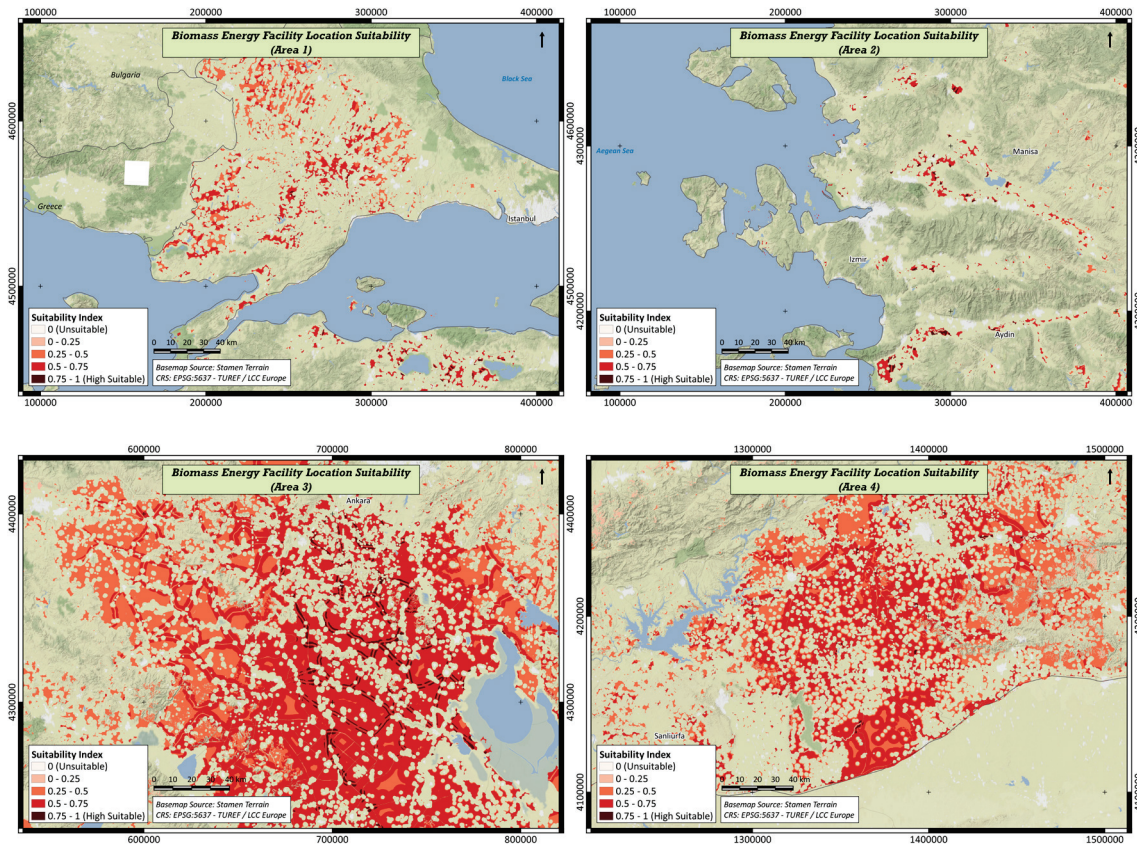 100000 200000 300000 400000
Biomass Energy Facility Location Suitability
(Area 1)
Bulgaria
Black Sea
4600000
4600000
Greece
Istanbul
4500000
4500000
Suitability Index
0 (Unsuitable)
0 - 0.25
0.25 - 0.5
0.5 - 0.75
0.75 - 1 (High Suitable)
0 10 20 30 40 km
Basemap Source: Stamen Terrain
CRS: EPSG:5637 - TUREF / LCC Europe
100000 200000 300000 400000
100000 200000 300000 400000
Biomass Energy Facility Location Suitability
(Area 2)
Aegean Sea
4300000
Manisa
Izmir
4200000
Aydin
Suitability Index
0 (Unsuitable)
0 - 0.25
0.25 - 0.5
0.5 - 0.75
0.75 - 1 (High Suitable)
0 10 20 30 40 km
Basemap Source: Stamen Terrain
CRS: EPSG:5637 - TUREF / LCC Europe
100000 200000 300000 400000
600000 700000 800000
Biomass Energy Facility Location Suitability
(Area 3)
Ankara
4400000
4400000
4300000
4300000
Suitability Index
0 (Unsuitable)
0 - 0.25
0.25 - 0.5
0.5 - 0.75
0.75 - 1 (High Suitable)
0 10 20 30 40 km
Basemap Source: Stamen Terrain
CRS: EPSG:5637 - TUREF / LCC Europe
600000 700000 800000
1300000 1400000 1500000
Biomass Energy Facility Location Suitability
(Area 4)
4200000
Sanliurfa
4100000
Suitability Index
0 (Unsuitable)
0 - 0.25
0.25 - 0.5
0.5 - 0.75
0.75 - 1 (High Suitable)
0 10 20 30 40 km
Basemap Source: Stamen Terrain
CRS: EPSG:5637 - TUREF / LCC Europe
1300000 1400000 1500000